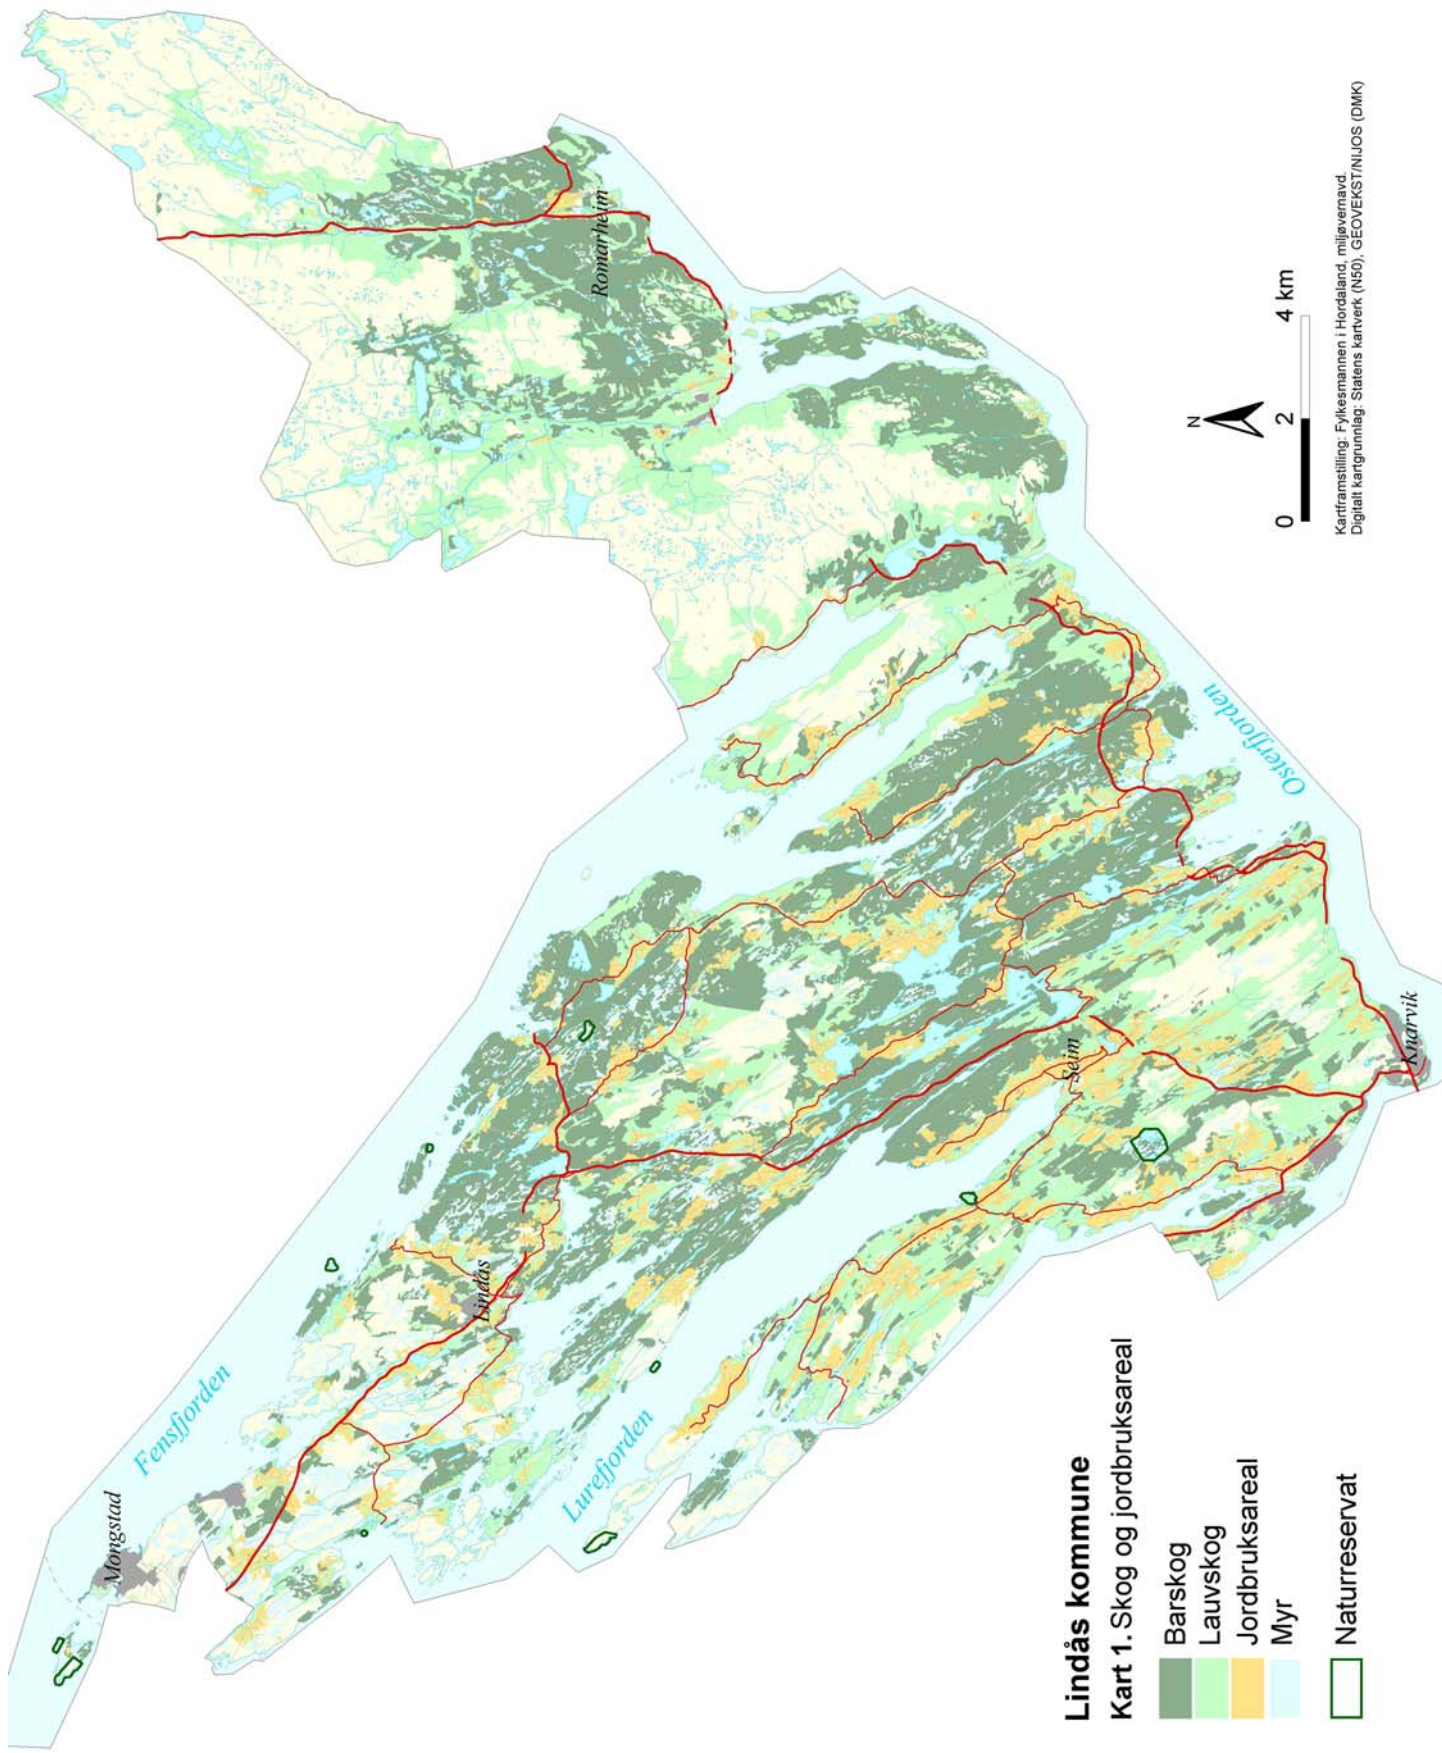 Mongstad
Fensfjorden
Lindås
Lurefjorden
Romarheim
Seim
Osterfjorden
Knarvik
Lindås kommune
Kart 1. Skog og jordbruksareal
Barskog
Lauvskog
Jordbruksareal
Myr
Naturreservat
N
0 2 4 km
Kartframstilling: Fylkesmannen i Hordaland, miljøvernavd.
Digitalt kartgrunnlag: Statens kartverk (N50), GEOVEKST/NIJOS (DMK)